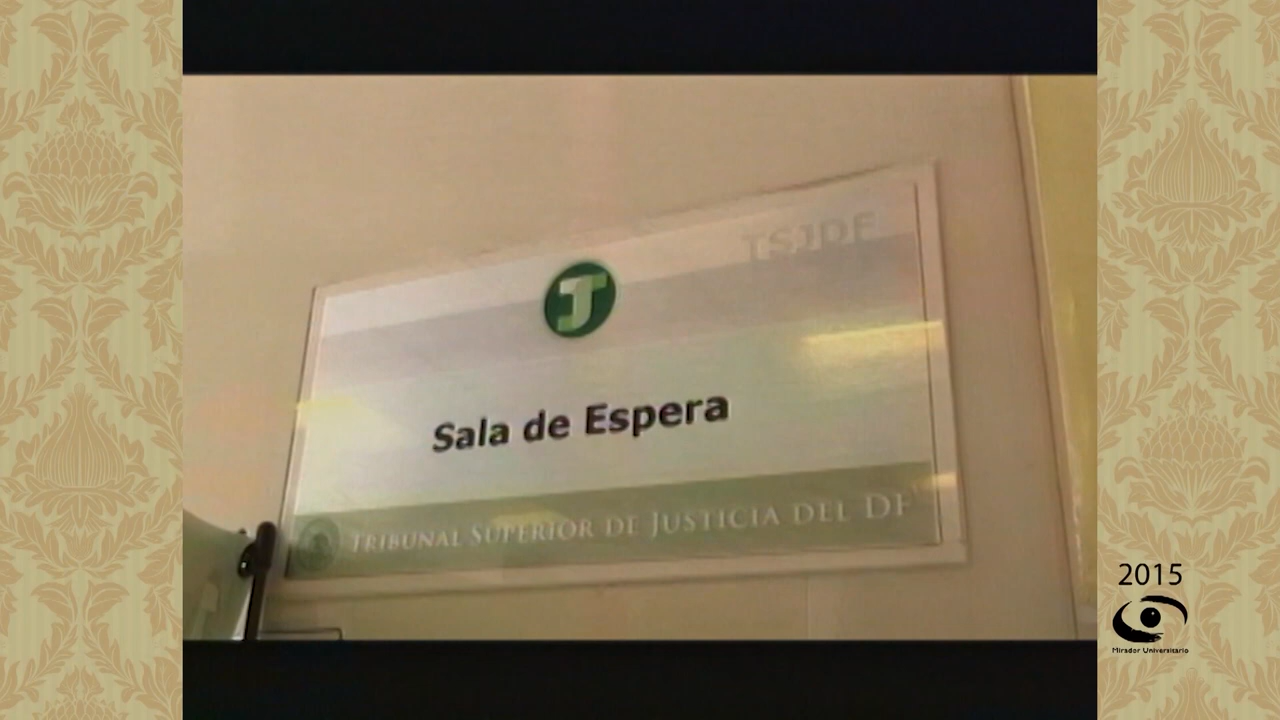 TSJDF
Sala de Espera
TRIBUNAL SUPERIOR DE JUSTICIA DEL DF
2015
Mirador Universitario